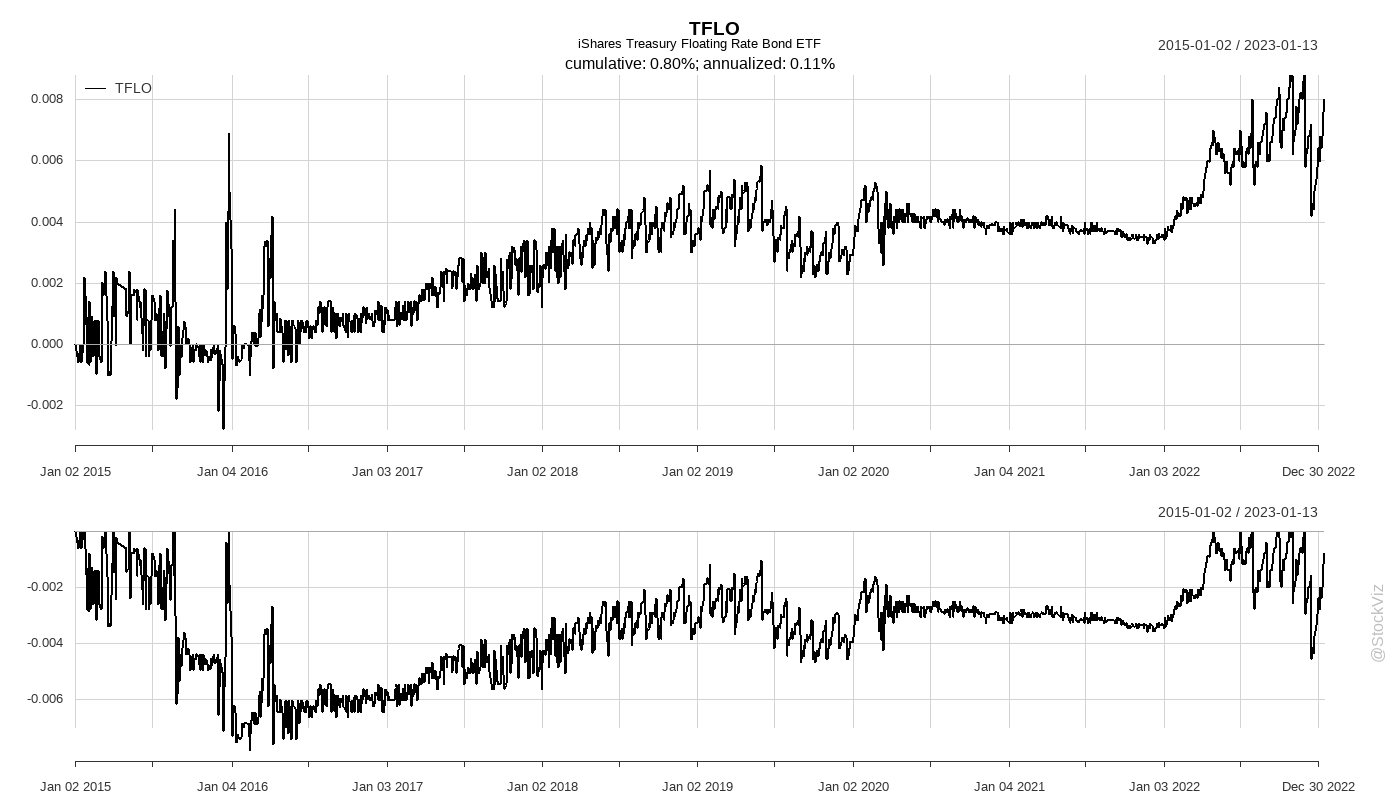 TFLO
iShares Treasury Floating Rate Bond ETF
cumulative: 0.80%; annualized: 0.11%
2015-01-02 / 2023-01-13
TFLO
0.008
0.006
0.004
0.002
0.000
-0.002
Jan 02 2015 Jan 04 2016 Jan 03 2017 Jan 02 2018 Jan 02 2019 Jan 02 2020 Jan 04 2021 Jan 03 2022 Dec 30 2022
2015-01-02 / 2023-01-13
-0.002
-0.004
-0.006
Jan 02 2015 Jan 04 2016 Jan 03 2017 Jan 02 2018 Jan 02 2019 Jan 02 2020 Jan 04 2021 Jan 03 2022 Dec 30 2022
@StockViz